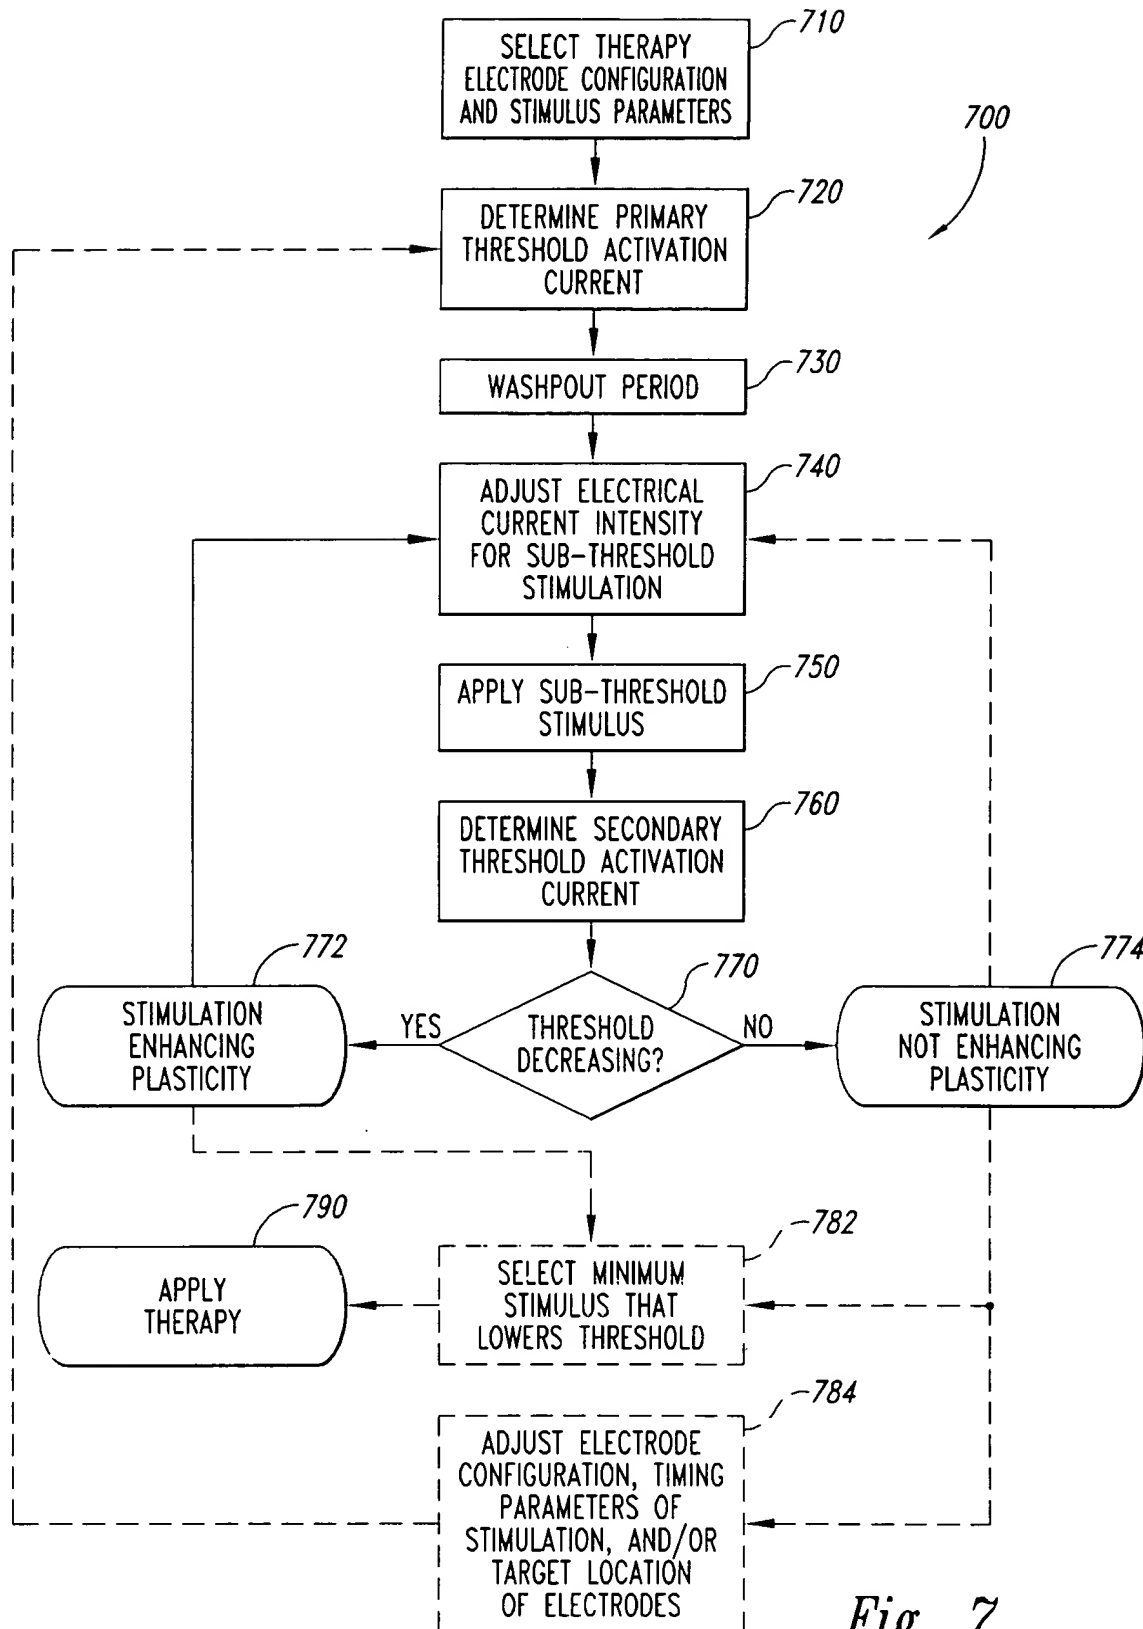 710
SELECT THERAPY
ELECTRODE CONFIGURATION
AND STIMULUS PARAMETERS
700
720
DETERMINE PRIMARY
THRESHOLD ACTIVATION
CURRENT
730
WASHPOUT PERIOD
740
ADJUST ELECTRICAL
CURRENT INTENSITY
FOR SUB-THRESHOLD
STIMULATION
750
APPLY SUB-THRESHOLD
STIMULUS
760
DETERMINE SECONDARY
THRESHOLD ACTIVATION
CURRENT
772
STIMULATION
ENHANCING
PLASTICITY
YES
770
THRESHOLD
DECREASING?
NO
774
STIMULATION
NOT ENHANCING
PLASTICITY
790
APPLY
THERAPY
782
SELECT MINIMUM
STIMULUS THAT
LOWERS THRESHOLD
784
ADJUST ELECTRODE
CONFIGURATION, TIMING
PARAMETERS OF
STIMULATION, AND/OR
TARGET LOCATION
OF ELECTRODES
Fig. 7